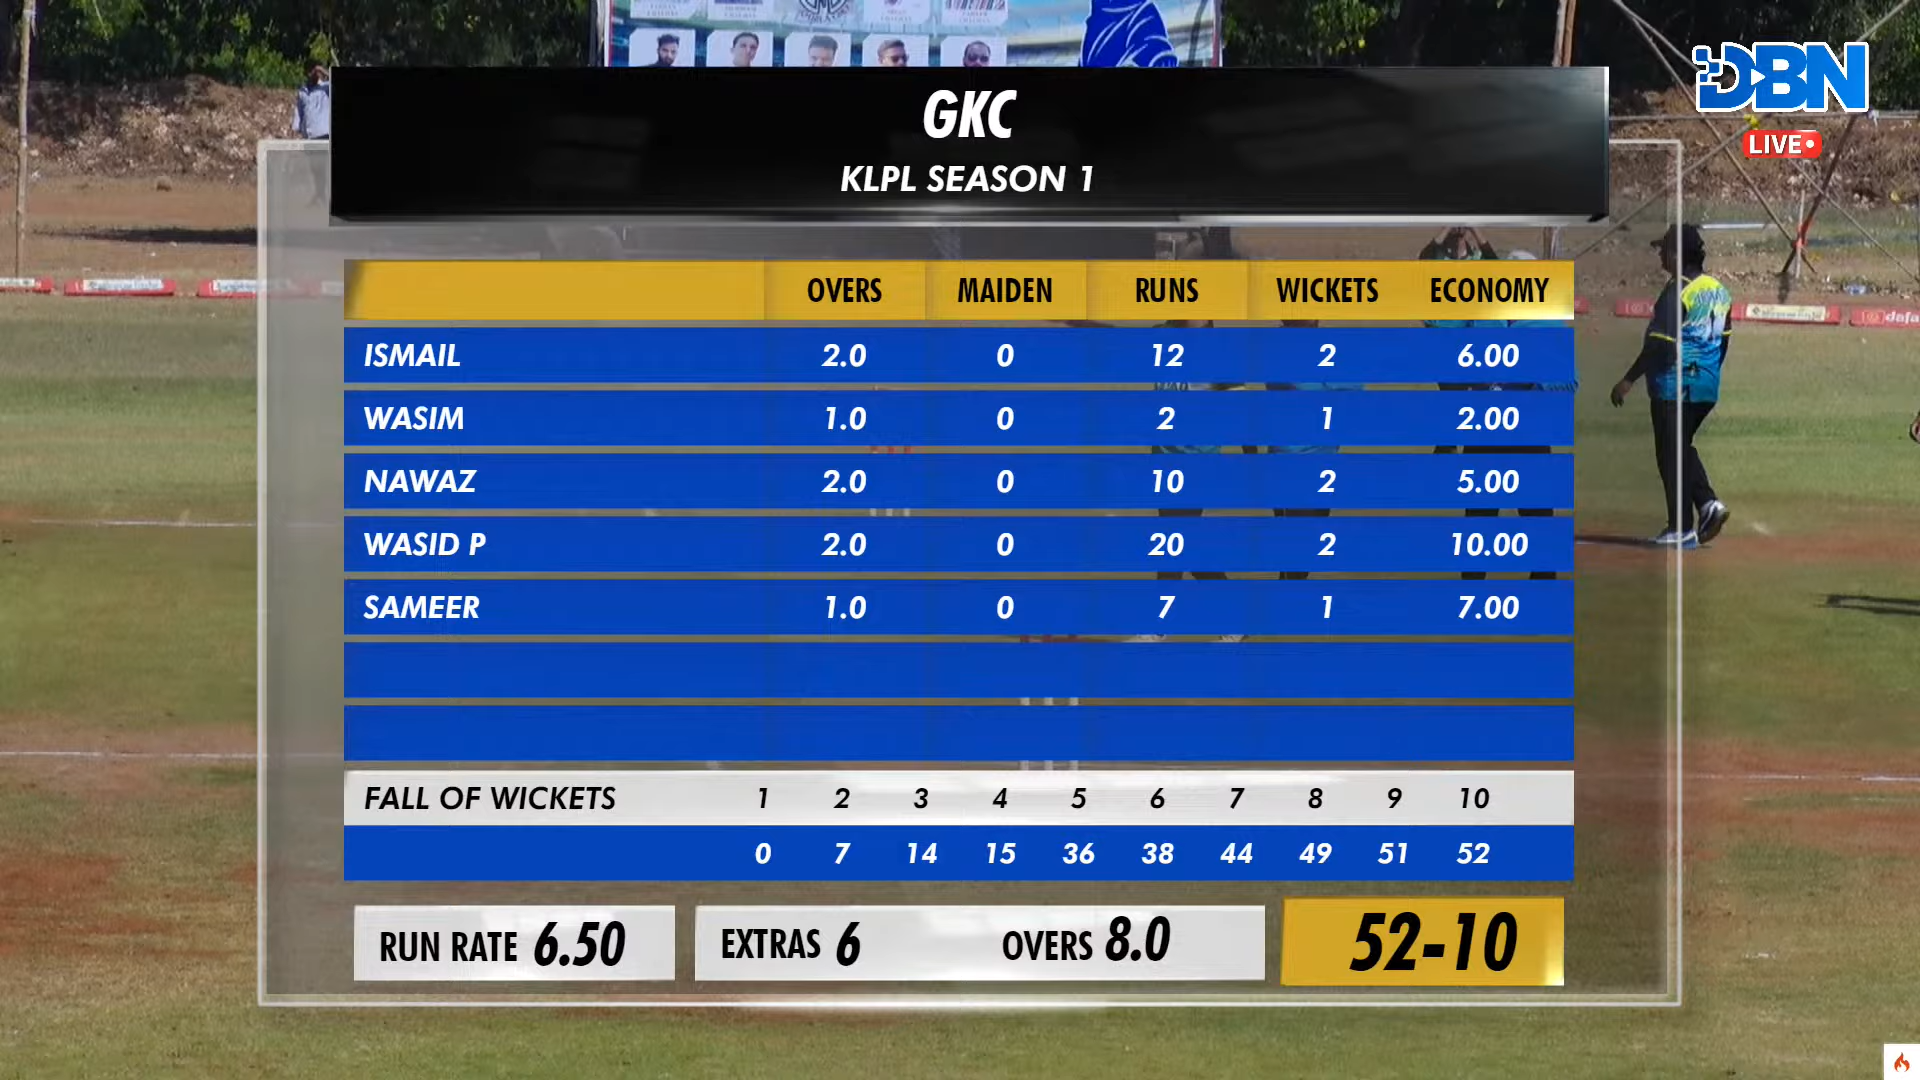 DBN
LIVE
GKC
KLPL SEASON 1
OVERS MAIDEN RUNS WICKETS ECONOMY
ISMAIL 2.0 0 12 2 6.00
WASIM 1.0 0 2 1 2.00
NAWAZ 2.0 0 10 2 5.00
WASID P 2.0 0 20 2 10.00
SAMEER 1.0 0 7 1 7.00
FALL OF WICKETS 1 2 3 4 5 6 7 8 9 10
0 7 14 15 36 38 44 49 51 52
RUN RATE 6.50 EXTRAS 6 OVERS 8.0 52-10